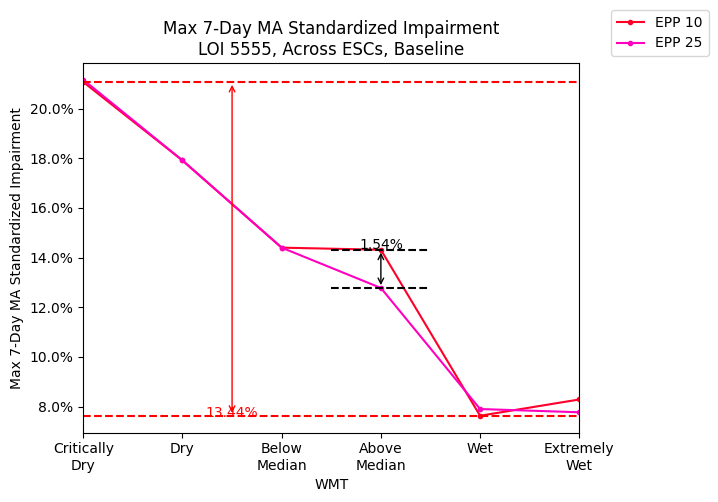 Max 7-Day MA Standardized Impairment
LOI 5555, Across ESCs, Baseline
EPP 10
EPP 25
Max 7-Day MA Standardized Impairment
20.0%
18.0%
16.0%
14.0%
12.0%
10.0%
8.0%
1.54%
13.44%
Critically
Dry
Dry
Below
Median
Above
Median
Wet
Extremely
Wet
WMT